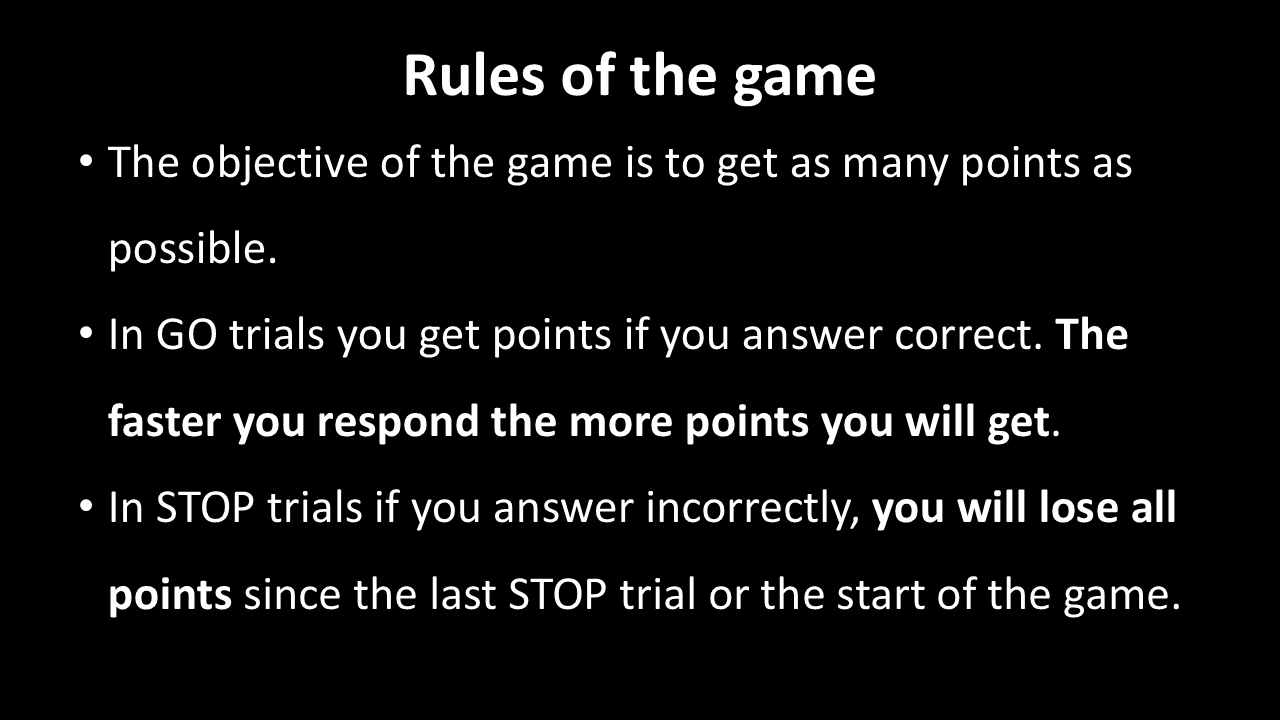 Rules of the game
• The objective of the game is to get as many points as
possible.
• In GO trials you get points if you answer correct. The
faster you respond the more points you will get.
• In STOP trials if you answer incorrectly, you will lose all
points since the last STOP trial or the start of the game.